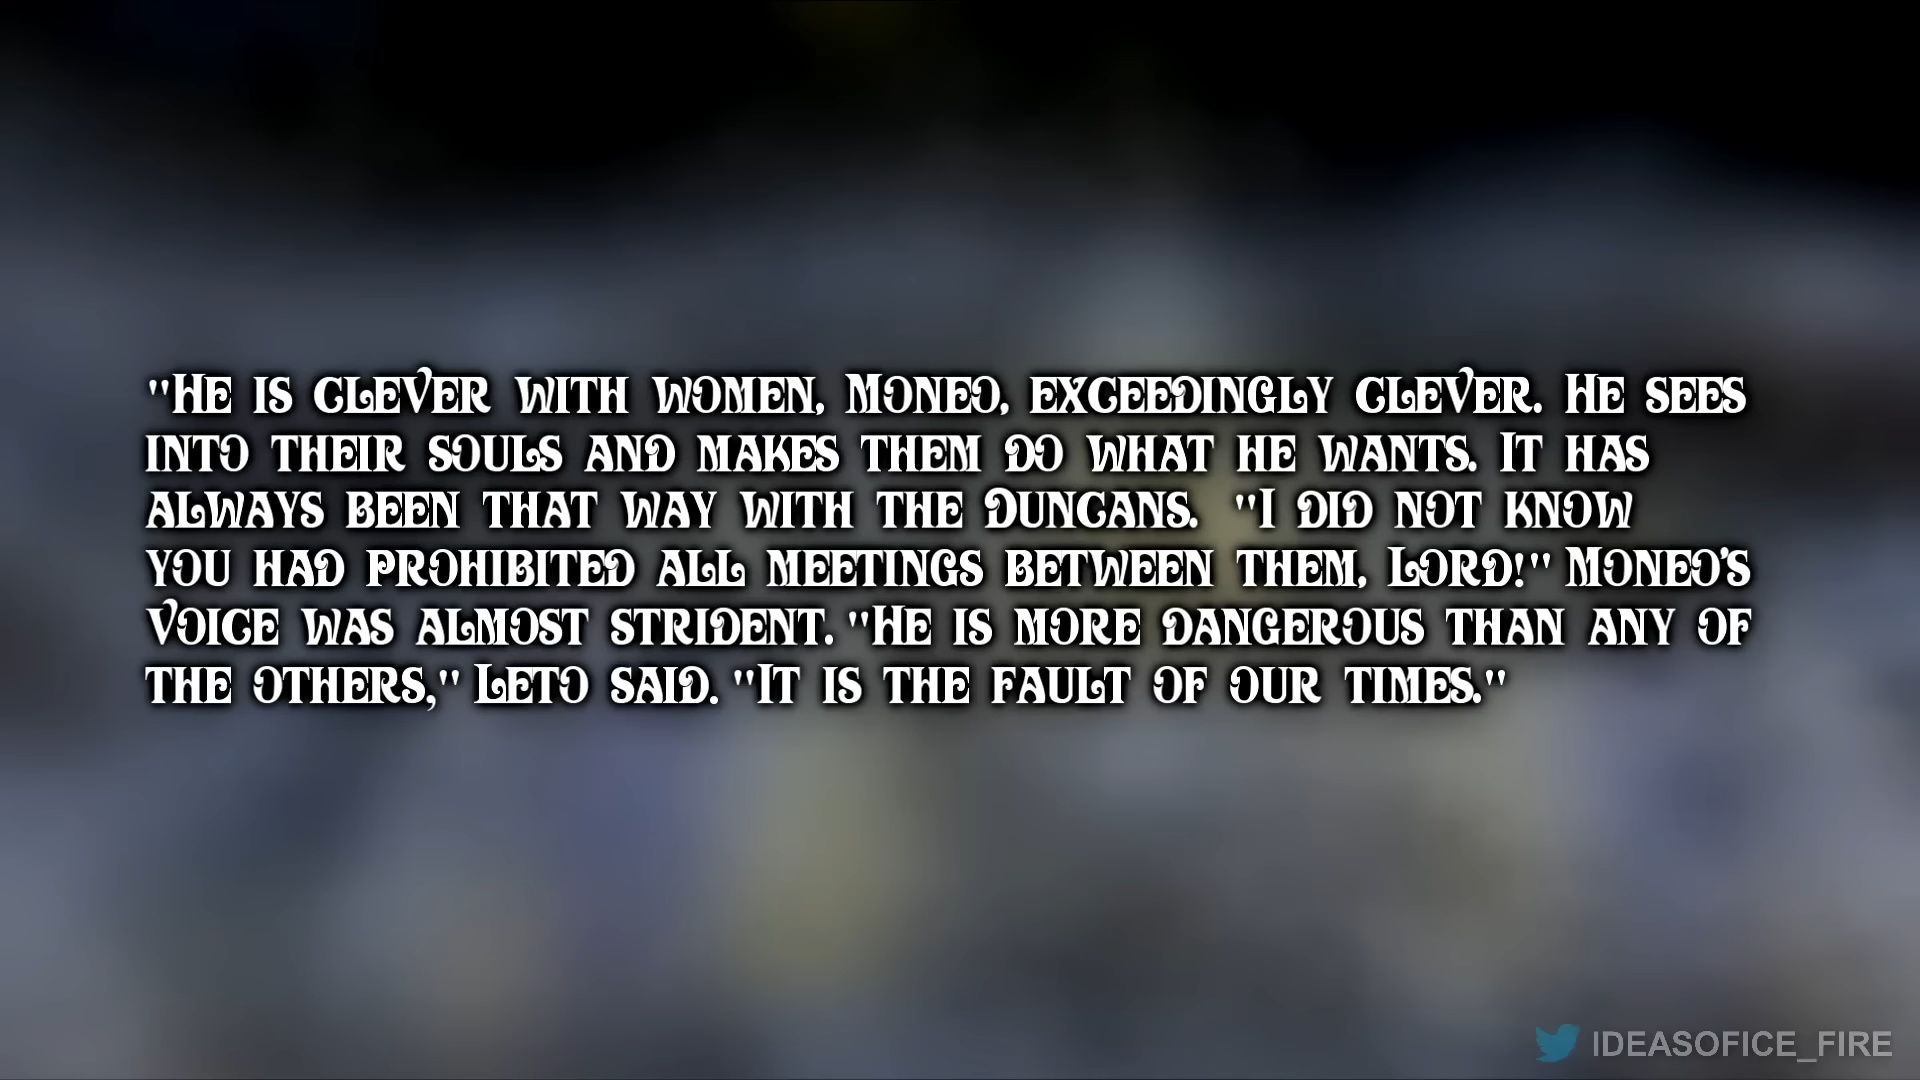 "He is clever with women, Moneo, exceedingly clever. He sees
into their souls and makes them do what he wants. It has
always been that way with the Duncans. "I did not know
you had prohibited all meetings between them, Lord!" Moneo's
voice was almost strident. "He is more dangerous than any of
the others," Leto said. "It is the fault of our times."
IDEASOFICE_FIRE